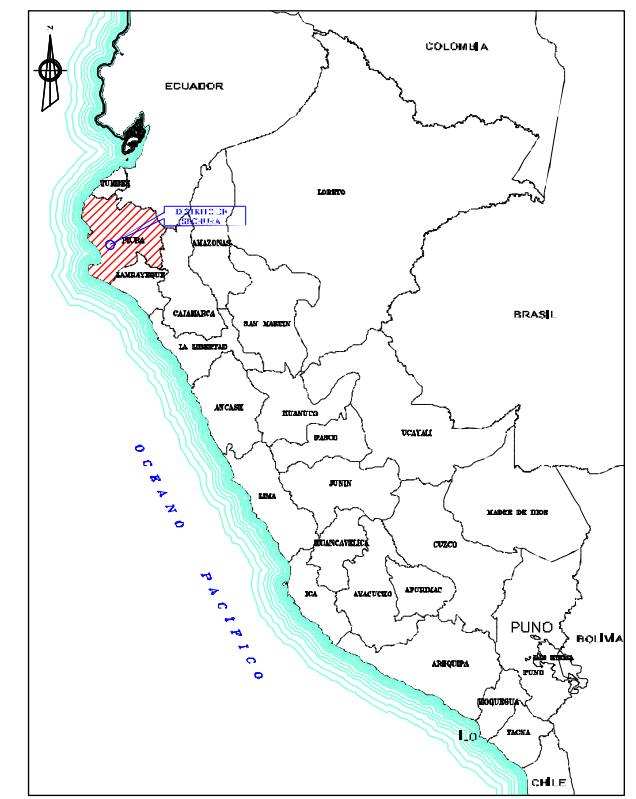 N
COLOMBIA
ECUADOR
TUMBES
LORETO
DISTRITO DE
SECHURA
PIURA
AMAZONAS
LAMBAYEQUE
CAJAMARCA
SAN MARTIN
BRASIL
LA LIBERTAD
ANCASH
HUANUCO
PASCO
UCAYALI
OCEANO PACIFICO
JUNIN
LIMA
MADRE DE DIOS
HUANCAVELICA
CUZCO
ICA
AYACUCHO
APURIMAC
PUNO
BOLIVIA
AREQUIPA
PUNO
MOQUEGUA
TACNA
Lo
CHILE